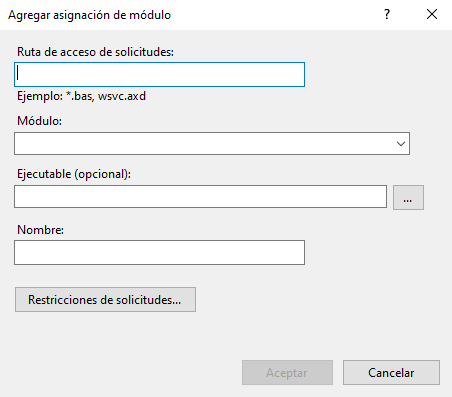 Agregar asignación de módulo
Ruta de acceso de solicitudes:
Ejemplo: *.bas, wsvc.axd
Módulo:
Ejecutable (opcional):
...
Nombre:
Restricciones de solicitudes...
Aceptar
Cancelar